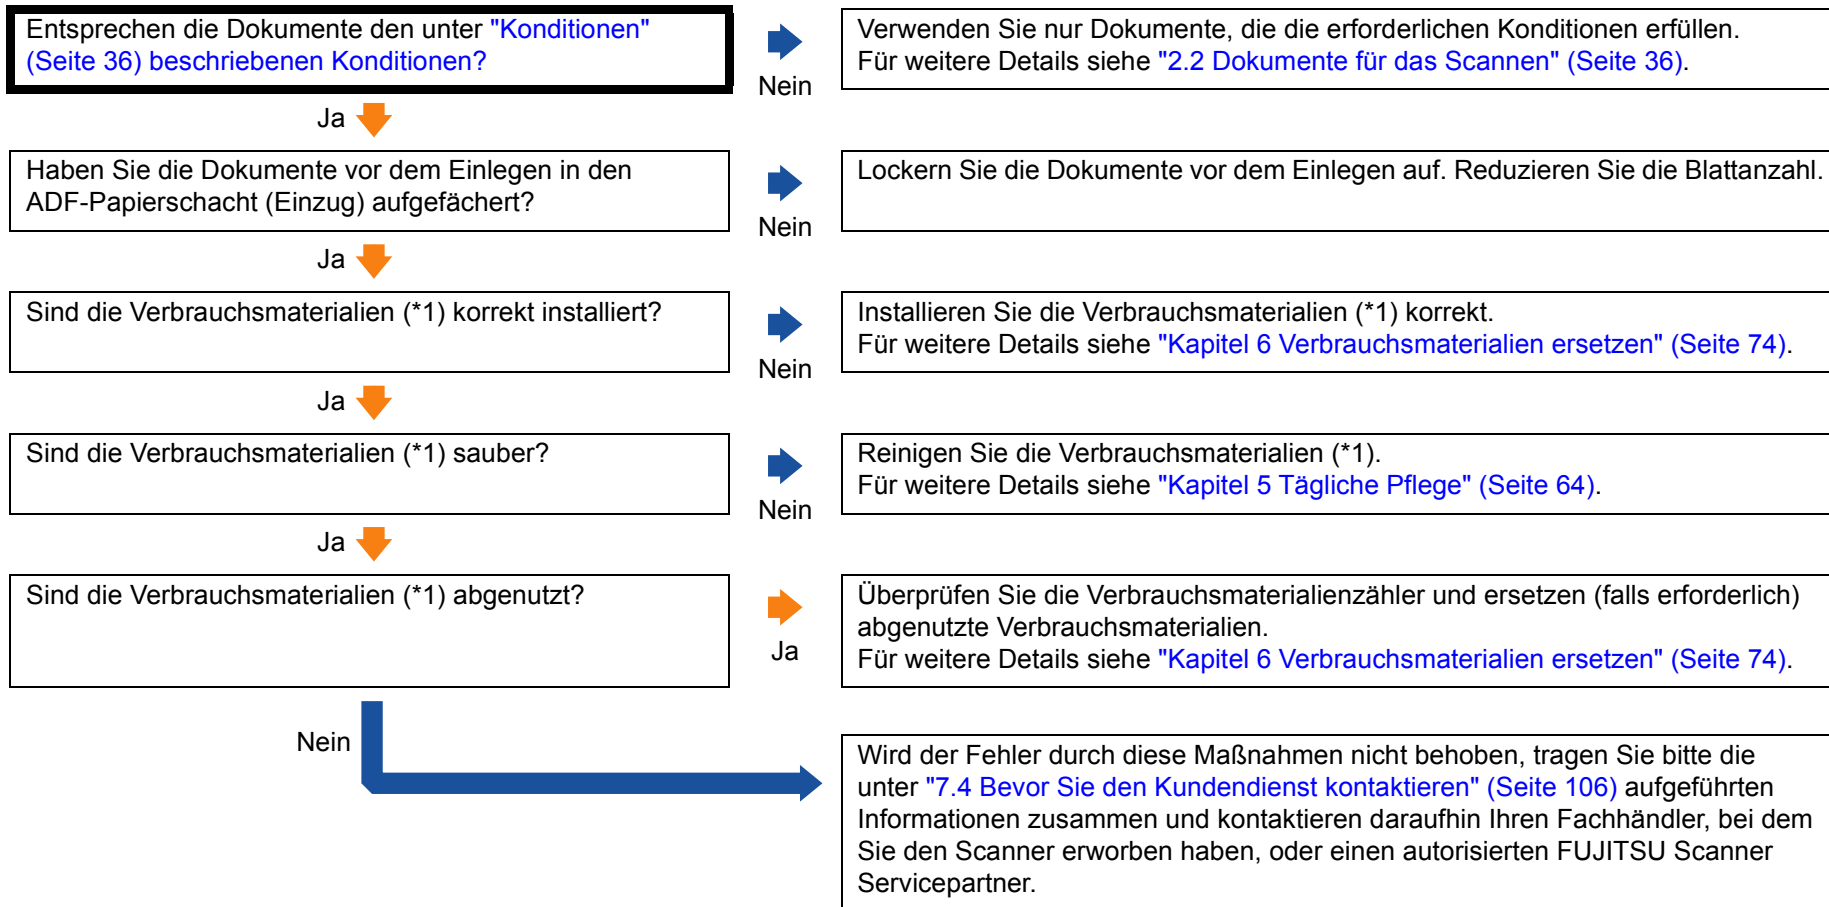 Entsprechen die Dokumente den unter "Konditionen"
(Seite 36) beschriebenen Konditionen?
Nein
Verwenden Sie nur Dokumente, die die erforderlichen Konditionen erfüllen.
Für weitere Details siehe "2.2 Dokumente für das Scannen" (Seite 36).
Ja
Haben Sie die Dokumente vor dem Einlegen in den
ADF-Papierschacht (Einzug) aufgefächert?
Nein
Lockern Sie die Dokumente vor dem Einlegen auf. Reduzieren Sie die Blattanzahl.
Ja
Sind die Verbrauchsmaterialien (*1) korrekt installiert?
Nein
Installieren Sie die Verbrauchsmaterialien (*1) korrekt.
Für weitere Details siehe "Kapitel 6 Verbrauchsmaterialien ersetzen" (Seite 74).
Ja
Sind die Verbrauchsmaterialien (*1) sauber?
Nein
Reinigen Sie die Verbrauchsmaterialien (*1).
Für weitere Details siehe "Kapitel 5 Tägliche Pflege" (Seite 64).
Ja
Sind die Verbrauchsmaterialien (*1) abgenutzt?
Ja
Überprüfen Sie die Verbrauchsmaterialienzähler und ersetzen (falls erforderlich)
abgenutzte Verbrauchsmaterialien.
Für weitere Details siehe "Kapitel 6 Verbrauchsmaterialien ersetzen" (Seite 74).
Nein
Wird der Fehler durch diese Maßnahmen nicht behoben, tragen Sie bitte die
unter "7.4 Bevor Sie den Kundendienst kontaktieren" (Seite 106) aufgeführten
Informationen zusammen und kontaktieren daraufhin Ihren Fachhändler, bei dem
Sie den Scanner erworben haben, oder einen autorisierten FUJITSU Scanner
Servicepartner.